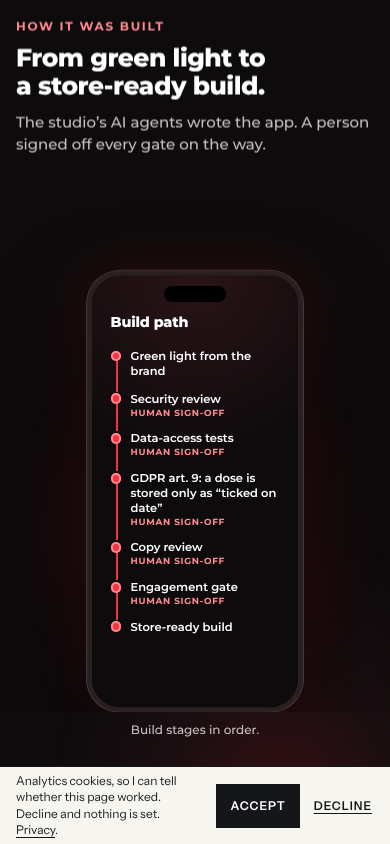 HOW IT WAS BUILT
From green light to
a store-ready build.
The studio’s AI agents wrote the app. A person
signed off every gate on the way.
Build path
Green light from the
brand
Security review
HUMAN SIGN-OFF
Data-access tests
HUMAN SIGN-OFF
GDPR art. 9: a dose is
stored only as “ticked on
date”
HUMAN SIGN-OFF
Copy review
HUMAN SIGN-OFF
Engagement gate
HUMAN SIGN-OFF
Store-ready build
Build stages in order.
Analytics cookies, so I can tell
whether this page worked.
Decline and nothing is set.
Privacy.
ACCEPT
DECLINE